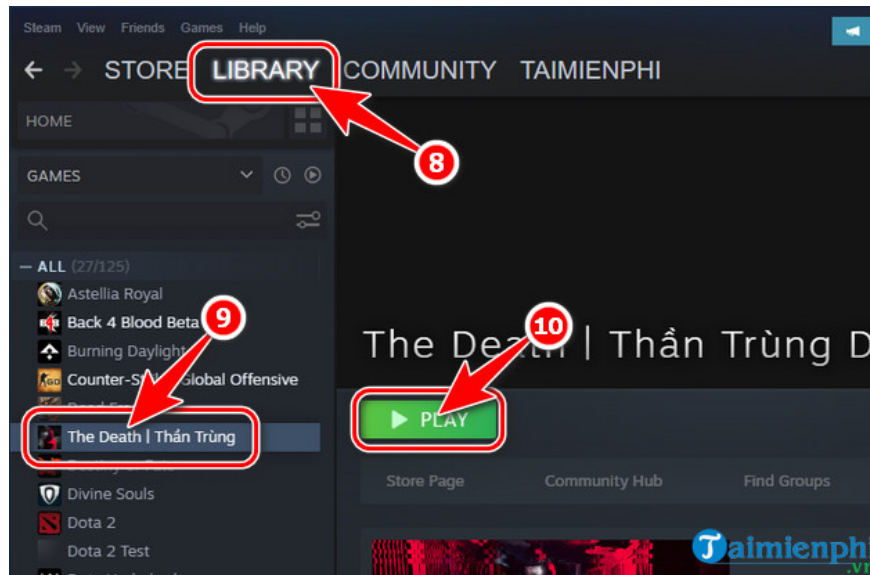 Steam View Friends Games Help
STORE LIBRARY COMMUNITY TAIMIENPHI
8
HOME
GAMES
ALL (27/125)
Astellia Royal
Back 4 Blood Beta
9
Burning Daylight
10
The Death | Thần Trùng D
Counter-Strike: Global Offensive
PLAY
The Death | Thần Trùng
Store Page Community Hub Find Groups
Divine Souls
Dota 2
Dota 2 Test
Taimienphi
.vn